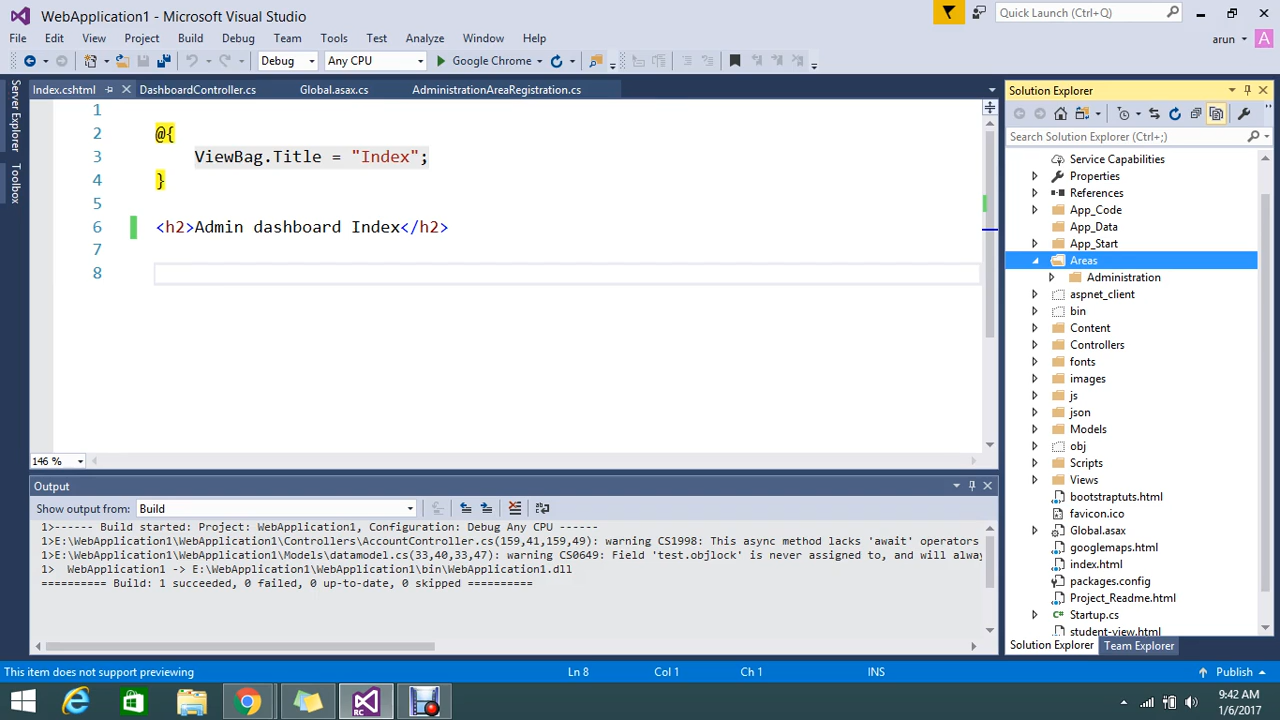 WebApplication1 - Microsoft Visual Studio
Quick Launch (Ctrl+Q)
File Edit View Project Build Debug Team Tools Test Analyze Window Help
arun A
Debug Any CPU Google Chrome
Server Explorer
Toolbox
Index.cshtml DashboardController.cs Global.asax.cs AdministrationAreaRegistration.cs
1
2 @{
3 ViewBag.Title = "Index";
4 }
5
6 <h2>Admin dashboard Index</h2>
7
8
146 %
Output
Show output from: Build
1>------ Build started: Project: WebApplication1, Configuration: Debug Any CPU ------
1>E:\WebApplication1\WebApplication1\Controllers\AccountController.cs(159,41,159,49): warning CS1998: This async method lacks 'await' operators
1>E:\WebApplication1\WebApplication1\Models\datamodel.cs(33,40,33,47): warning CS0649: Field 'test.objlock' is never assigned to, and will alwa
1> WebApplication1 -> E:\WebApplication1\WebApplication1\bin\WebApplication1.dll
========== Build: 1 succeeded, 0 failed, 0 up-to-date, 0 skipped ==========
Solution Explorer
Search Solution Explorer (Ctrl+;)
Service Capabilities
Properties
References
App_Code
App_Data
App_Start
Areas
Administration
aspnet_client
bin
Content
Controllers
fonts
images
js
json
Models
obj
Scripts
Views
bootstraptuts.html
favicon.ico
Global.asax
googlemaps.html
index.html
packages.config
Project_Readme.html
Startup.cs
student-view.html
Solution Explorer Team Explorer
This item does not support previewing Ln 8 Col 1 Ch 1 INS Publish
RC
9:42 AM
1/6/2017